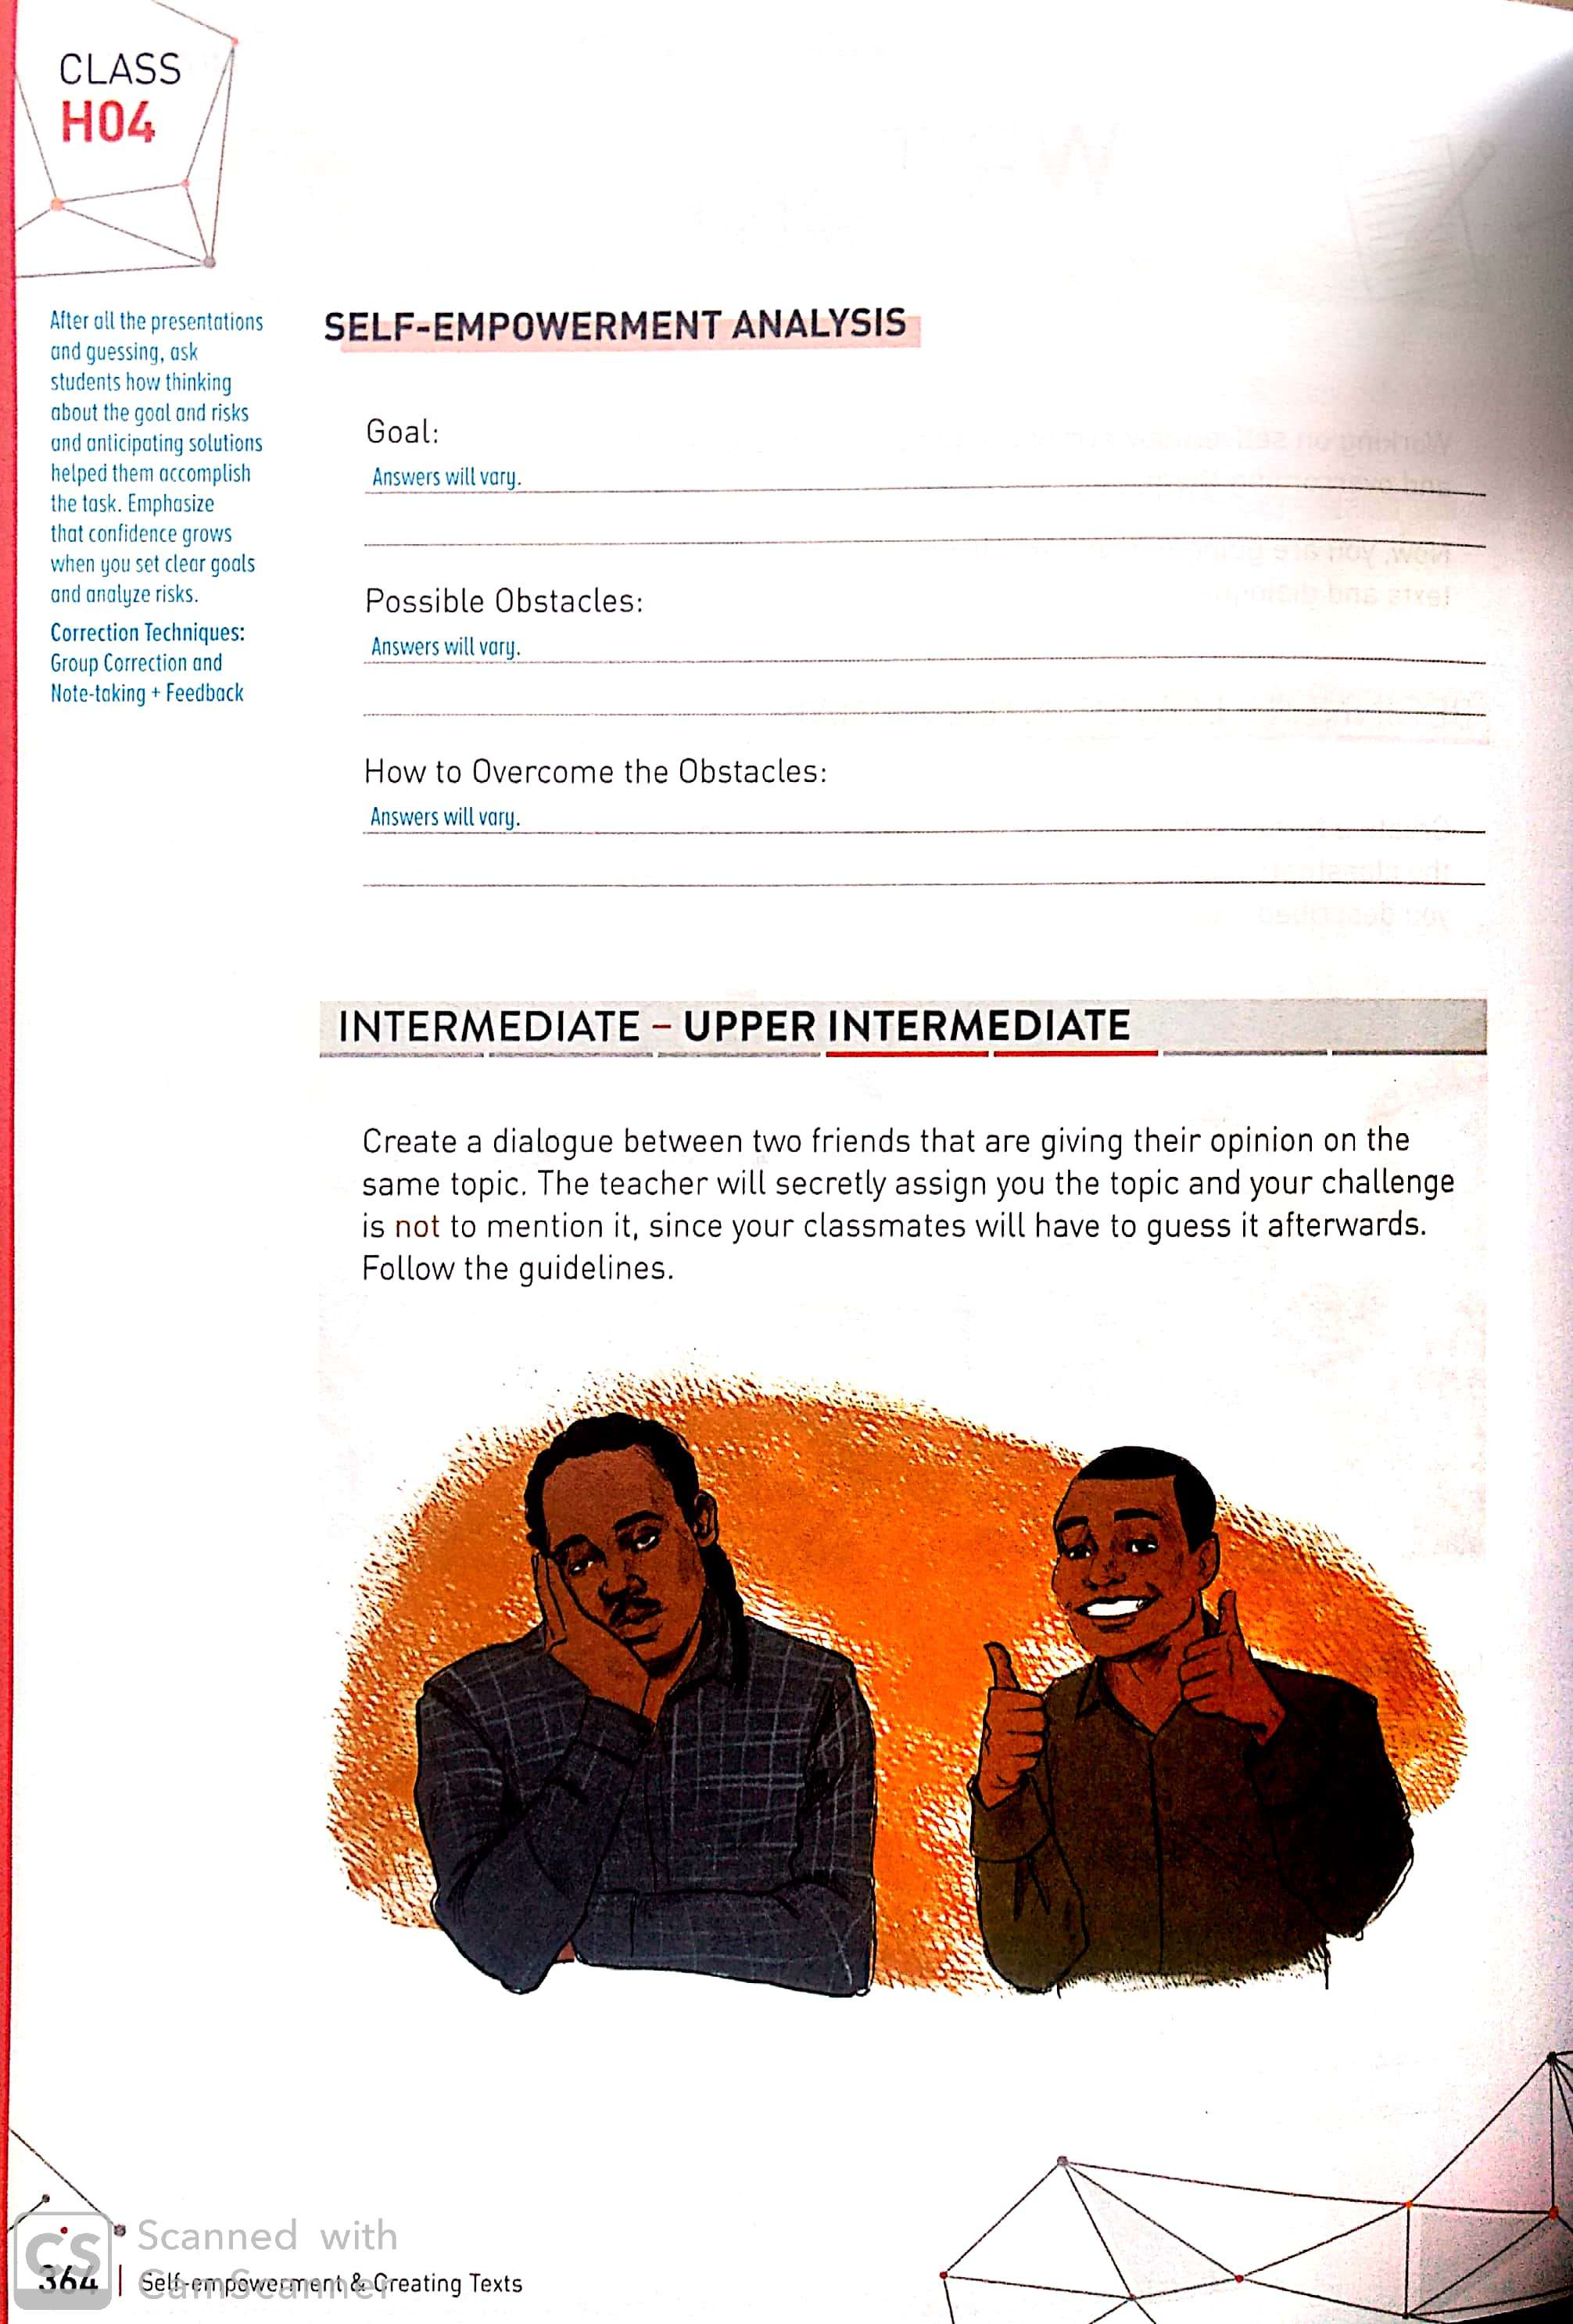 CLASS
H04
After all the presentations
and guessing, ask
students how thinking
about the goal and risks
and anticipating solutions
helped them accomplish
the task. Emphasize
that confidence grows
when you set clear goals
and analyze risks.
Correction Techniques:
Group Correction and
Note-taking + Feedback
SELF-EMPOWERMENT ANALYSIS
Goal:
Answers will vary.
Possible Obstacles:
Answers will vary.
How to Overcome the Obstacles:
Answers will vary.
INTERMEDIATE – UPPER INTERMEDIATE
Create a dialogue between two friends that are giving their opinion on the
same topic. The teacher will secretly assign you the topic and your challenge
is not to mention it, since your classmates will have to guess it afterwards.
Follow the guidelines.
364 | Self-empowerment & Creating Texts
CS Scanned with
CamScanner